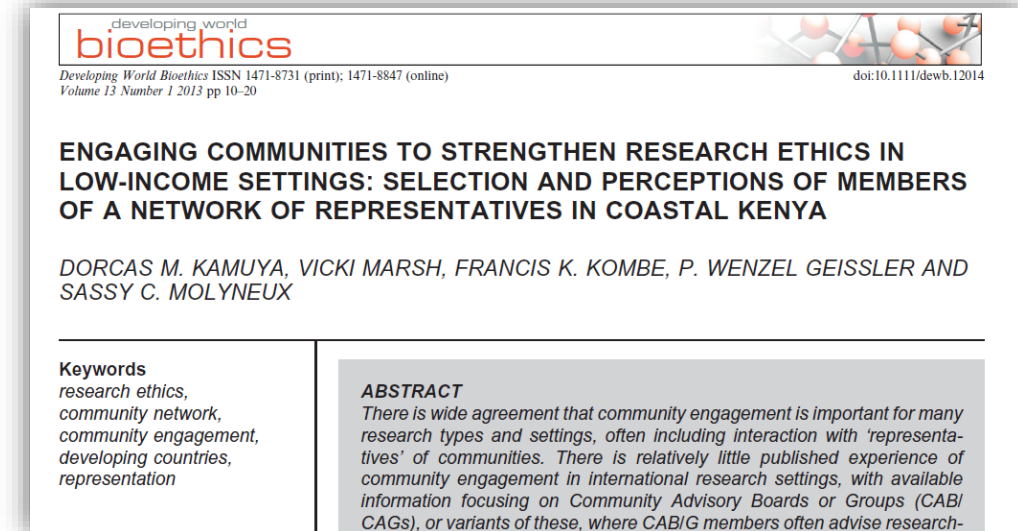 developing world
bioethics
Developing World Bioethics ISSN 1471-8731 (print); 1471-8847 (online)
doi:10.1111/dewb.12014
Volume 13 Number 1 2013 pp 10–20
ENGAGING COMMUNITIES TO STRENGTHEN RESEARCH ETHICS IN
LOW-INCOME SETTINGS: SELECTION AND PERCEPTIONS OF MEMBERS
OF A NETWORK OF REPRESENTATIVES IN COASTAL KENYA
DORCAS M. KAMUYA, VICKI MARSH, FRANCIS K. KOMBE, P. WENZEL GEISSLER AND
SASSY C. MOLYNEUX
Keywords
research ethics,
community network,
community engagement,
developing countries,
representation
ABSTRACT
There is wide agreement that community engagement is important for many
research types and settings, often including interaction with ‘representa-
tives’ of communities. There is relatively little published experience of
community engagement in international research settings, with available
information focusing on Community Advisory Boards or Groups (CAB/
CAGs), or variants of these, where CAB/G members often advise research-